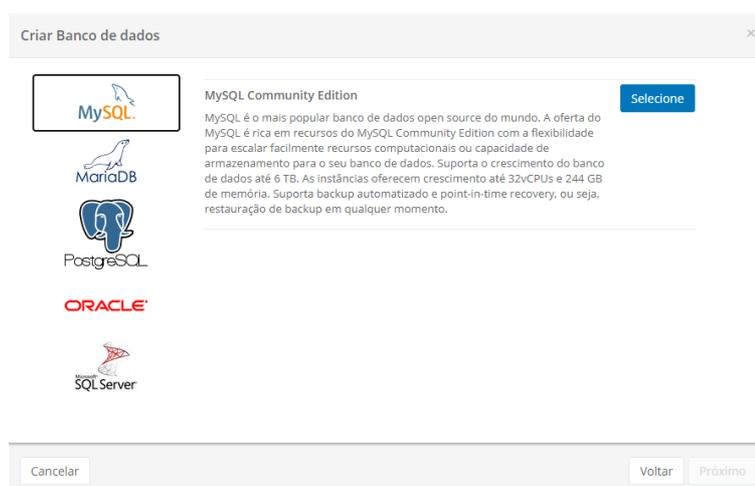 Criar Banco de dados
×
MySQL
MySQL Community Edition
Selecione
MySQL é o mais popular banco de dados open source do mundo. A oferta do
MySQL é rica em recursos do MySQL Community Edition com a flexibilidade
para escalar facilmente recursos computacionais ou capacidade de
armazenamento para o seu banco de dados. Suporta o crescimento do banco
de dados até 6 TB. As instâncias oferecem crescimento até 32vCPUs e 244 GB
de memória. Suporta backup automatizado e point-in-time recovery, ou seja,
restauração de backup em qualquer momento.
MariaDB
PostgreSQL
ORACLE
Microsoft
SQL Server
Cancelar
Voltar
Próximo